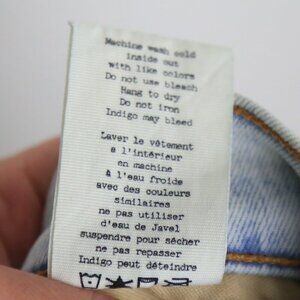 Machine wash cold
inside out
with like colors
Do not use bleach
Hang to dry
Do not iron
Indigo may bleed
Laver le vêtement
à l'intérieur
en machine
à l'eau froide
avec des couleurs
similaires
ne pas utiliser
d'eau de Javel
suspendre pour sécher
ne pas repasser
Indigo peut déteindre